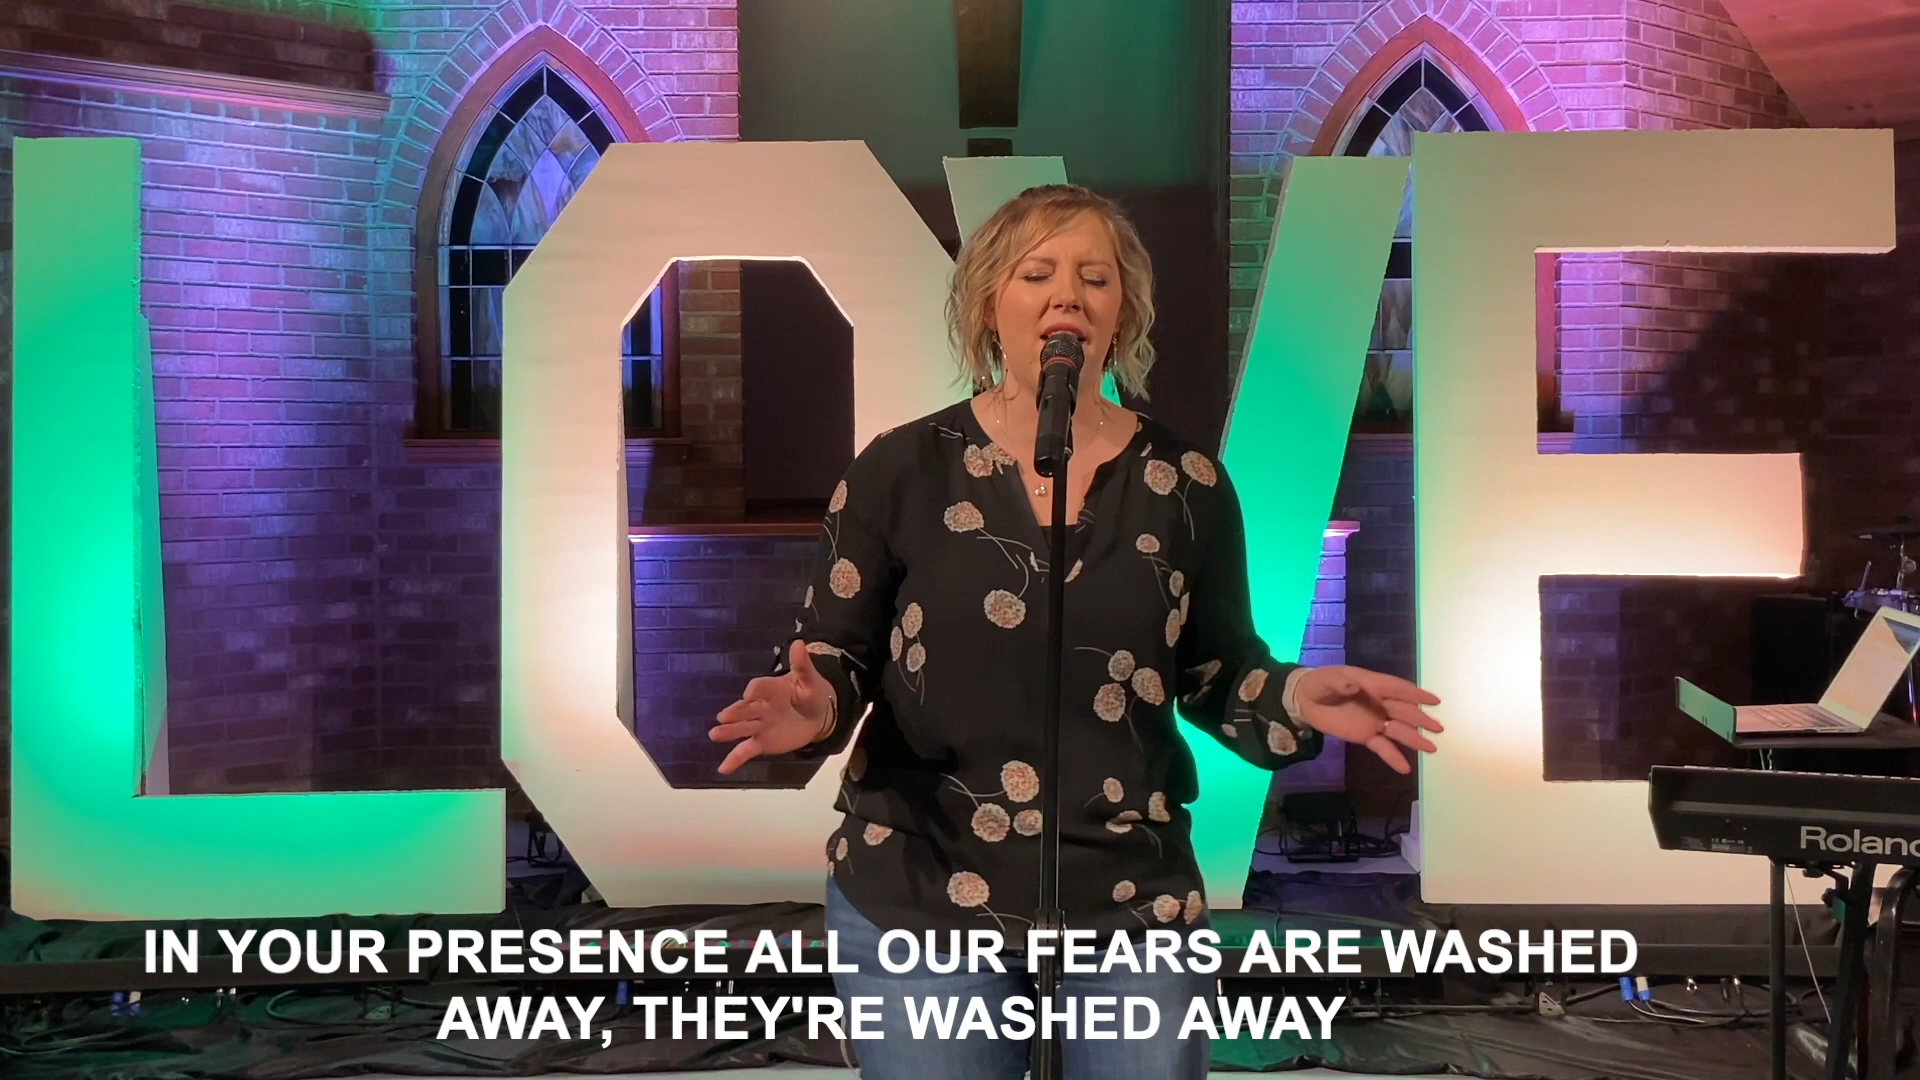 LOVE
Roland
IN YOUR PRESENCE ALL OUR FEARS ARE WASHED
AWAY, THEY'RE WASHED AWAY